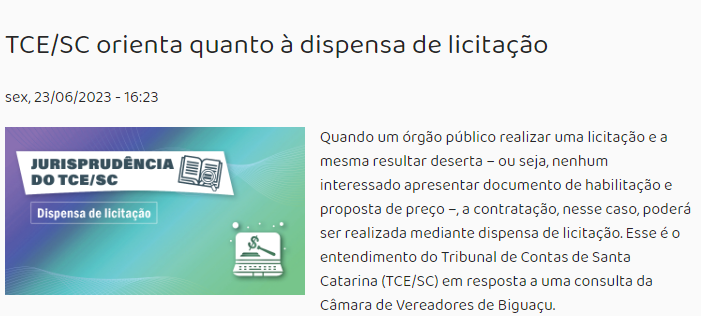 TCE/SC orienta quanto à dispensa de licitação
sex, 23/06/2023 - 16:23
JURISPRUDÊNCIA
DO TCE/SC
Dispensa de licitação
Quando um órgão público realizar uma licitação e a
mesma resultar deserta – ou seja, nenhum
interessado apresentar documento de habilitação e
proposta de preço –, a contratação, nesse caso, poderá
ser realizada mediante dispensa de licitação. Esse é o
entendimento do Tribunal de Contas de Santa
Catarina (TCE/SC) em resposta a uma consulta da
Câmara de Vereadores de Biguaçu.